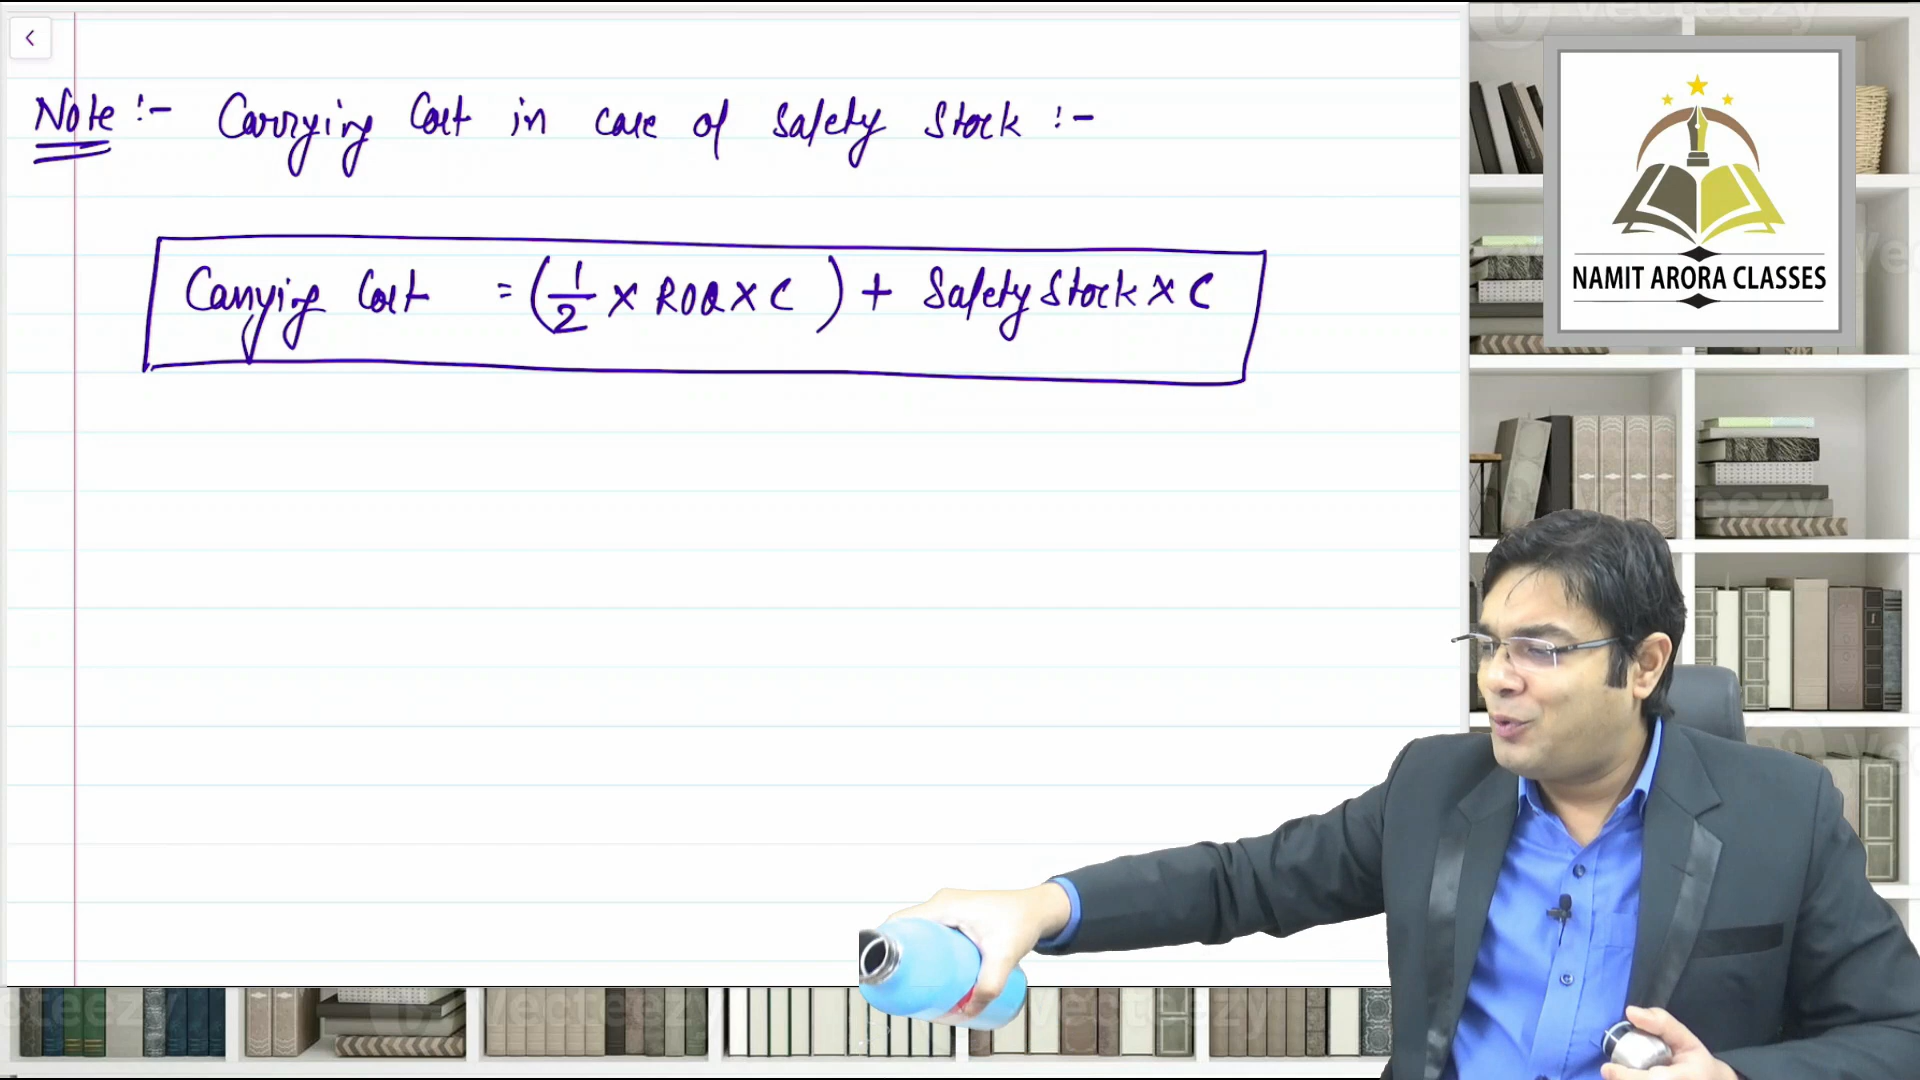 Note :- Carrying Cost in case of Safety Stock :-
Carrying Cost = (1/2 × ROQ × C) + Safety Stock × C
NAMIT ARORA CLASSES